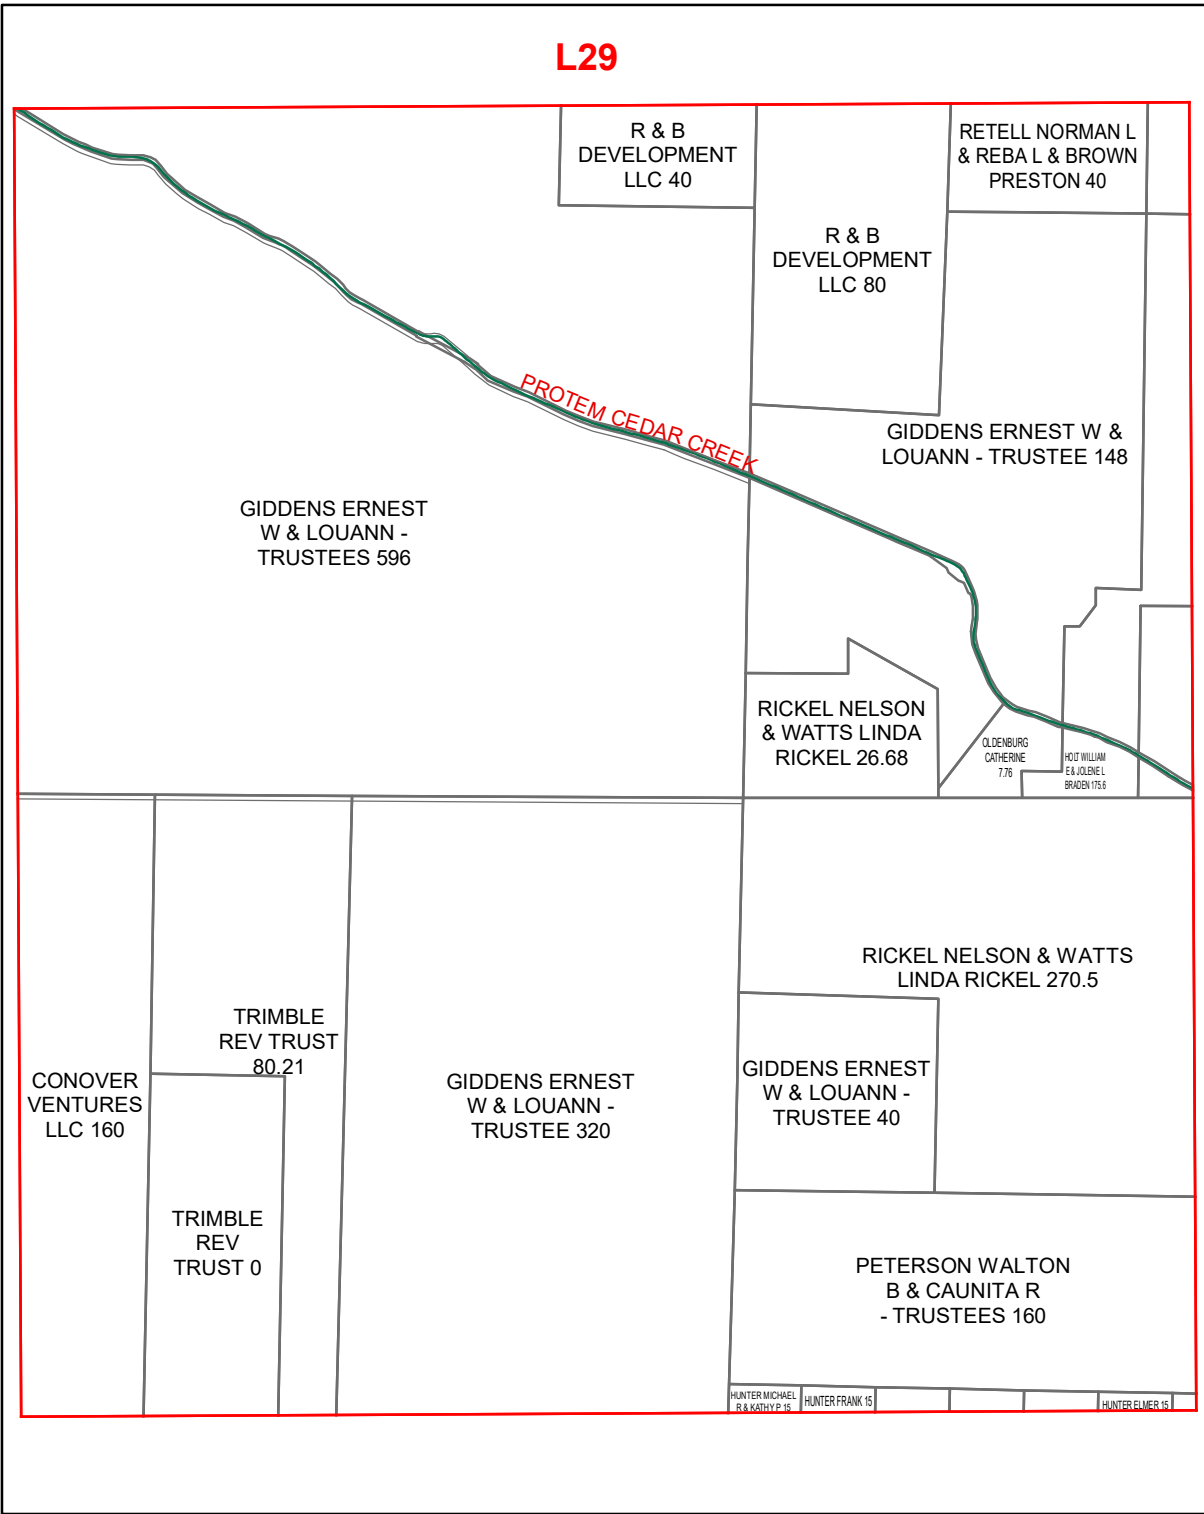 L29
R & B
DEVELOPMENT
LLC 40
RETELL NORMAN L
& REBA L & BROWN
PRESTON 40
R & B
DEVELOPMENT
LLC 80
PROTEM CEDAR CREEK
GIDDENS ERNEST W &
LOUANN - TRUSTEE 148
GIDDENS ERNEST
W & LOUANN -
TRUSTEES 596
RICKEL NELSON
& WATTS LINDA
RICKEL 26.68
OLDENBURG
CATHERINE
7.76
HOLT WILLIAM
E & JOLENE L
BRADEN 175.6
RICKEL NELSON & WATTS
LINDA RICKEL 270.5
TRIMBLE
REV TRUST
80.21
CONOVER
VENTURES
LLC 160
GIDDENS ERNEST
W & LOUANN -
TRUSTEE 320
GIDDENS ERNEST
W & LOUANN -
TRUSTEE 40
TRIMBLE
REV
TRUST 0
PETERSON WALTON
B & CAUNITA R
- TRUSTEES 160
HUNTER MICHAEL
R & KATHY P 15
HUNTER FRANK 15
HUNTER ELMER 15